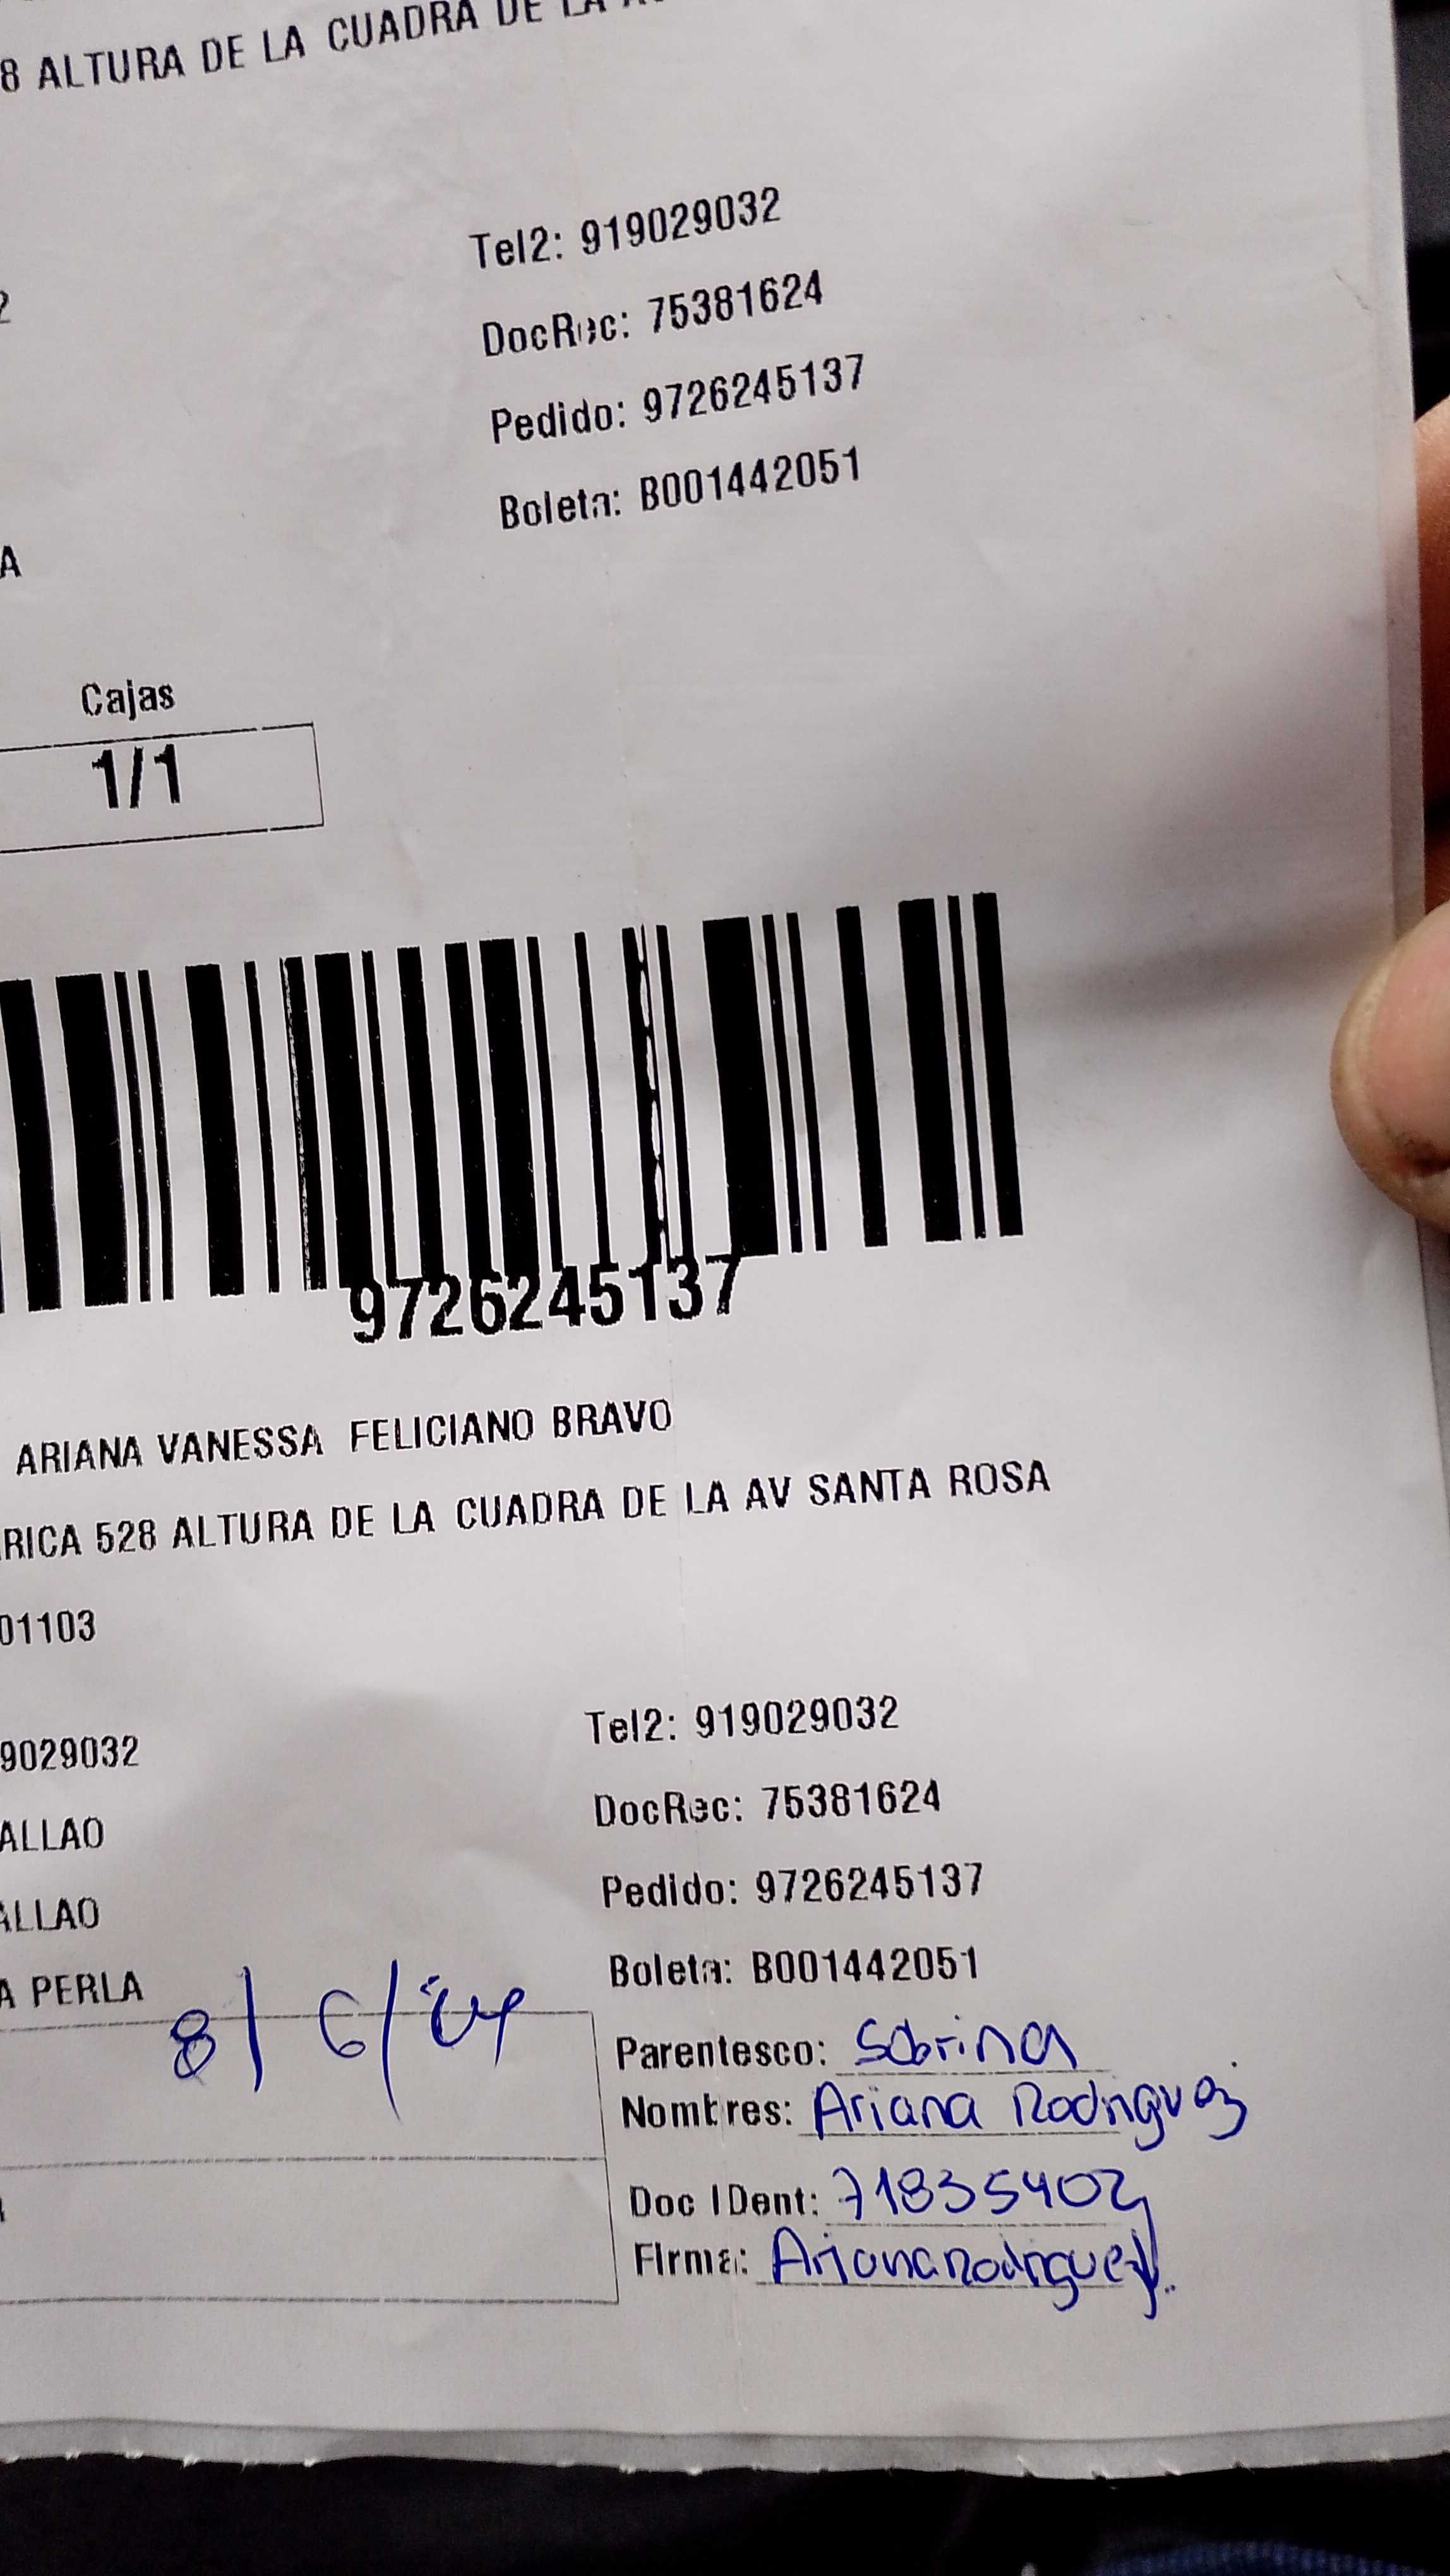 8 ALTURA DE LA CUADRA DE LA
Tel2: 919029032
2
DocRec: 75381624
Pedido: 9726245137
Boleta: B001442051
A
Cajas
1/1
9726245137
ARIANA VANESSA FELICIANO BRAVO
RICA 528 ALTURA DE LA CUADRA DE LA AV SANTA ROSA
01103
Tel2: 919029032
9029032
DocRec: 75381624
ALLAO
Pedido: 9726245137
ALLAO
Boleta: B001442051
A PERLA
8/6/24
Parentesco: Sobrina
Nombres: Ariana Rodriguez
Doc IDent: 71835402
FIrma: Ariana Rodriguez